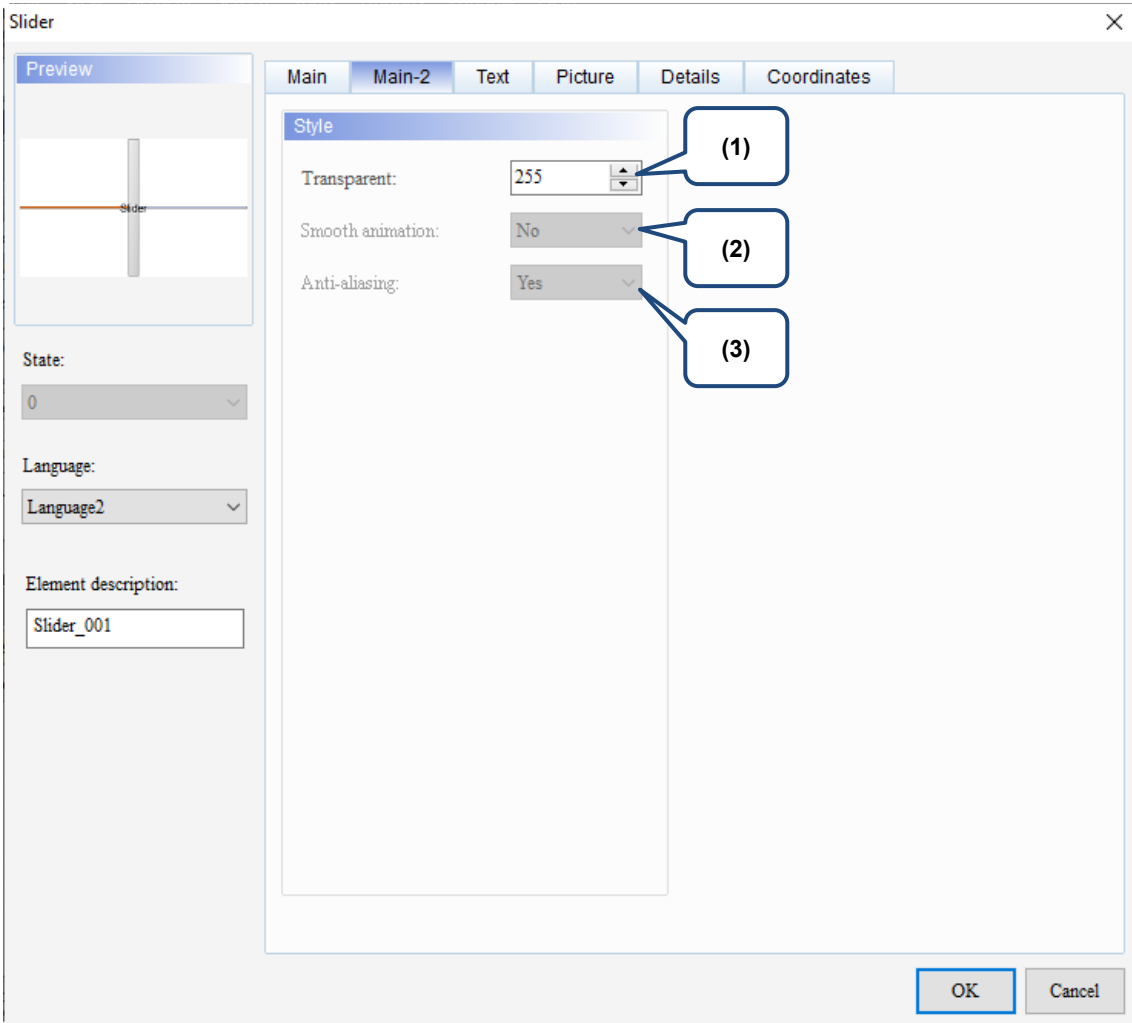 Slider
Preview
Slider
State:
0
Language:
Language2
Element description:
Slider_001
Main Main-2 Text Picture Details Coordinates
Style
Transparent: 255
Smooth animation: No
Anti-aliasing: Yes
(1)
(2)
(3)
OK Cancel